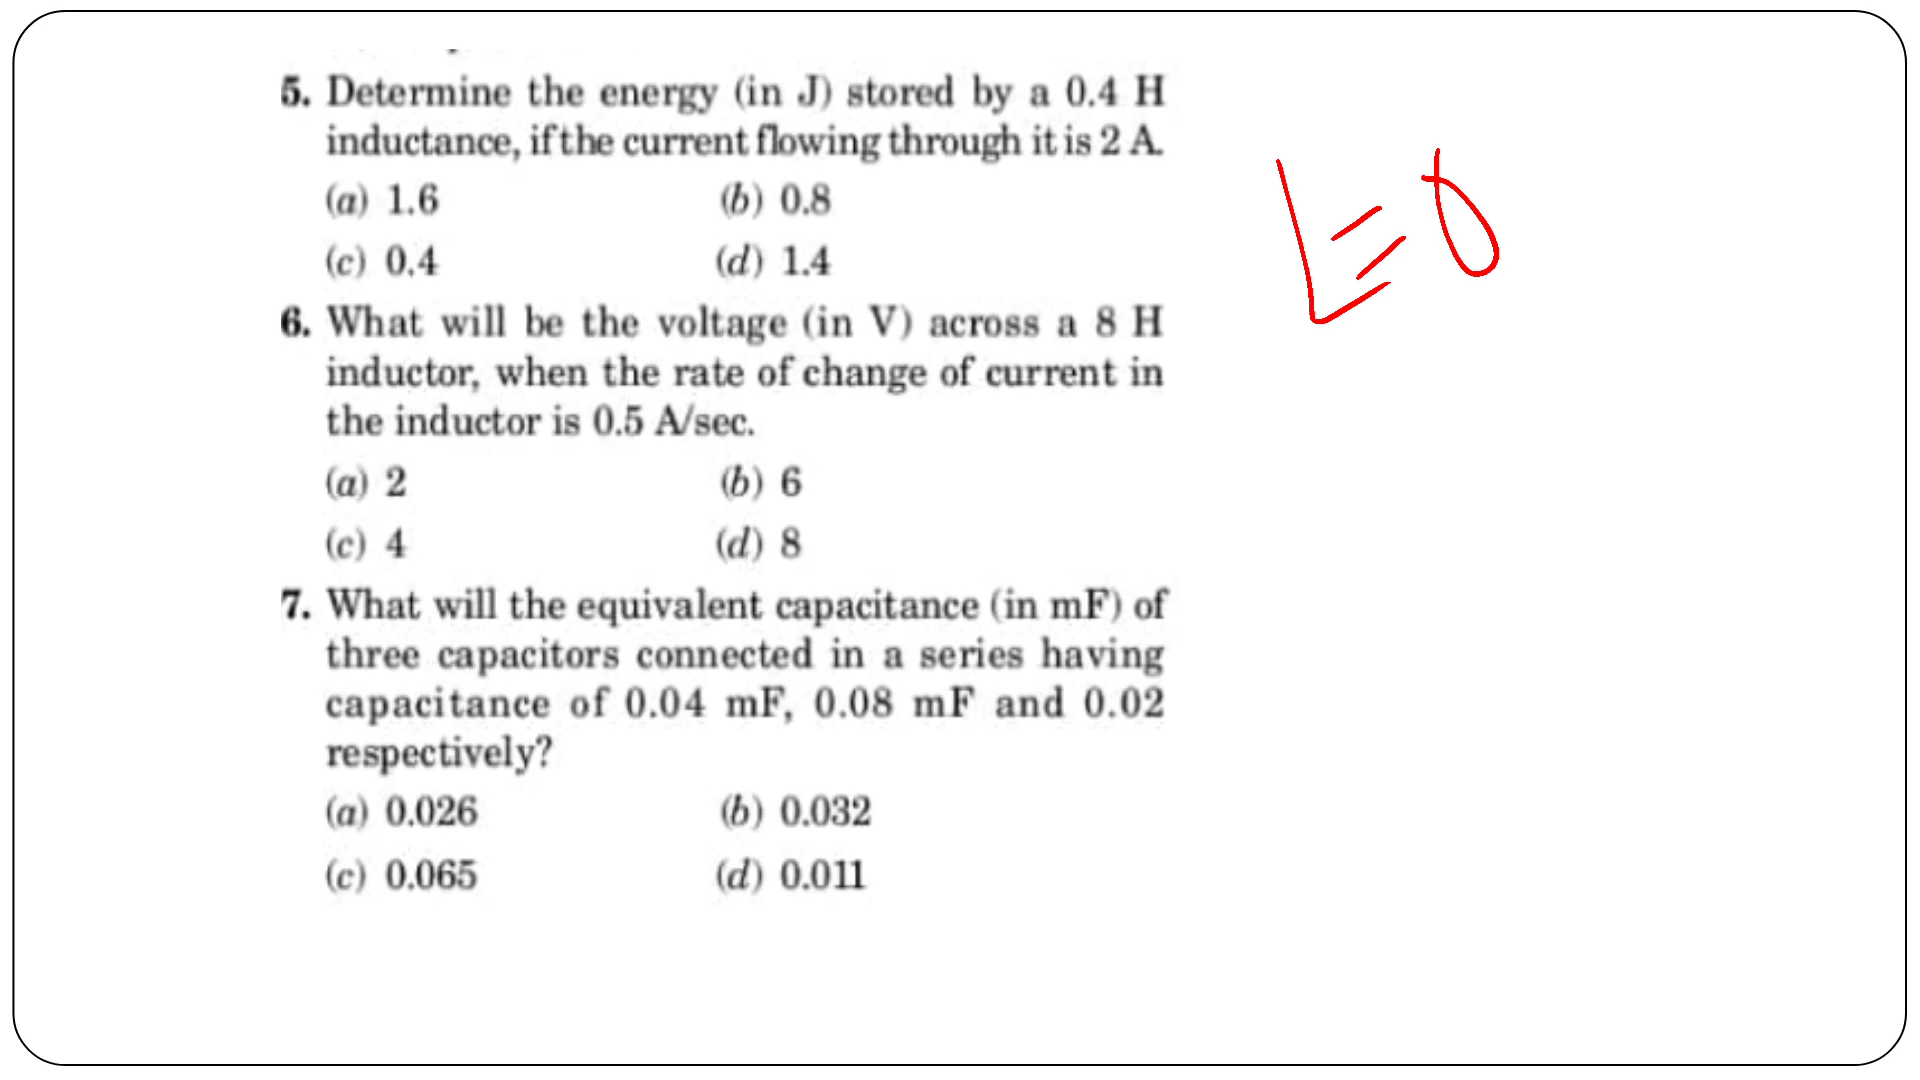 5. Determine the energy (in J) stored by a 0.4 H
inductance, if the current flowing through it is 2 A.
(a) 1.6 (b) 0.8
(c) 0.4 (d) 1.4
6. What will be the voltage (in V) across a 8 H
inductor, when the rate of change of current in
the inductor is 0.5 A/sec.
(a) 2 (b) 6
(c) 4 (d) 8
7. What will the equivalent capacitance (in mF) of
three capacitors connected in a series having
capacitance of 0.04 mF, 0.08 mF and 0.02
respectively?
(a) 0.026 (b) 0.032
(c) 0.065 (d) 0.011
L=0